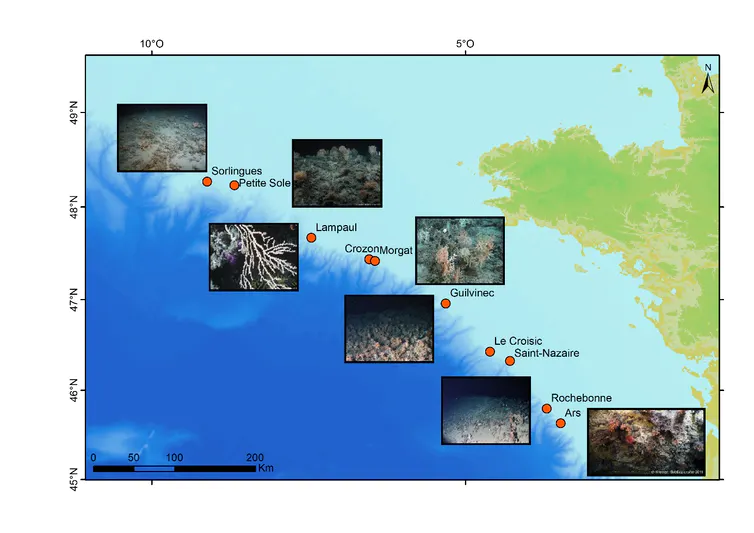 10°O
5°O
N
49°N
48°N
47°N
46°N
45°N
Sorlingues
Petite Sole
Lampaul
Crozon
Morgat
Guilvinec
Le Croisic
Saint-Nazaire
Rochebonne
Ars
0 50 100 200
Km